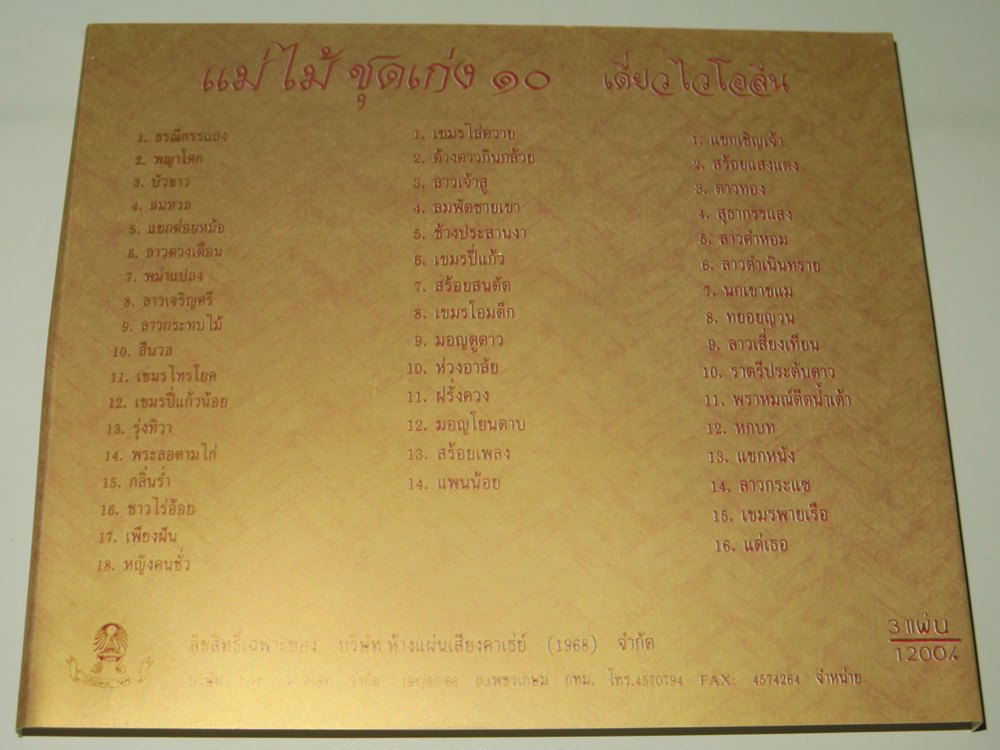 แม่ไม้ ชุดเก่ง ๑๐ เดี่ยวไวโอลีน
1. ธรณีกรรแสง
2. พญาโศก
3. บัวขาว
4. ลมหวล
5. แขกต่อยหม้อ
6. ลาวดวงเดือน
7. พม่าแปลง
8. ลาวเจริญศรี
9. ลาวกระทบไม้
10. สีนวล
11. เขมรไทรโยค
12. เขมรปี่แก้วน้อย
13. รุ่งทิวา
14. พระลอตามไก่
15. กลิ่นร่ำ
16. ชาวไร่อ้อย
17. เพียงฝัน
18. หญิงคนชั่ว
1. เขมรไล่ควาย
2. ค้างคาวกินกล้วย
3. ลาวเจ้าสู
4. ลมพัดชายเขา
5. ช้างประสานงา
6. เขมรปี่แก้ว
7. สร้อยสนตัด
8. เขมรโอมตึก
9. มอญดูดาว
10. ห่วงอาลัย
11. ฝรั่งควง
12. มอญโยนดาบ
13. สร้อยเพลง
14. แพนน้อย
1. แขกเชิญเจ้า
2. สร้อยแสงแดง
3. ดาวทอง
4. สุธากรรแสง
5. ลาวคำหอม
6. ลาวดำเนินทราย
7. นกเขาขแม
8. ทยอยญวน
9. ลาวเสี่ยงเทียน
10. ราตรีประดับดาว
11. พราหมณ์ดีดน้ำเต้า
12. หกบท
13. แขกหนัง
14. ลาวกระแซ
15. เขมรพายเรือ
16. แด่เธอ
ลิขสิทธิ์เฉพาะของ บริษัท ห้างแผ่นเสียงคาเธ่ย์ (1968) จำกัด
ถ.เพชรเกษม กทม. โทร.4570794 FAX: 4574264 จำหน่าย
3 แผ่น
1200.-